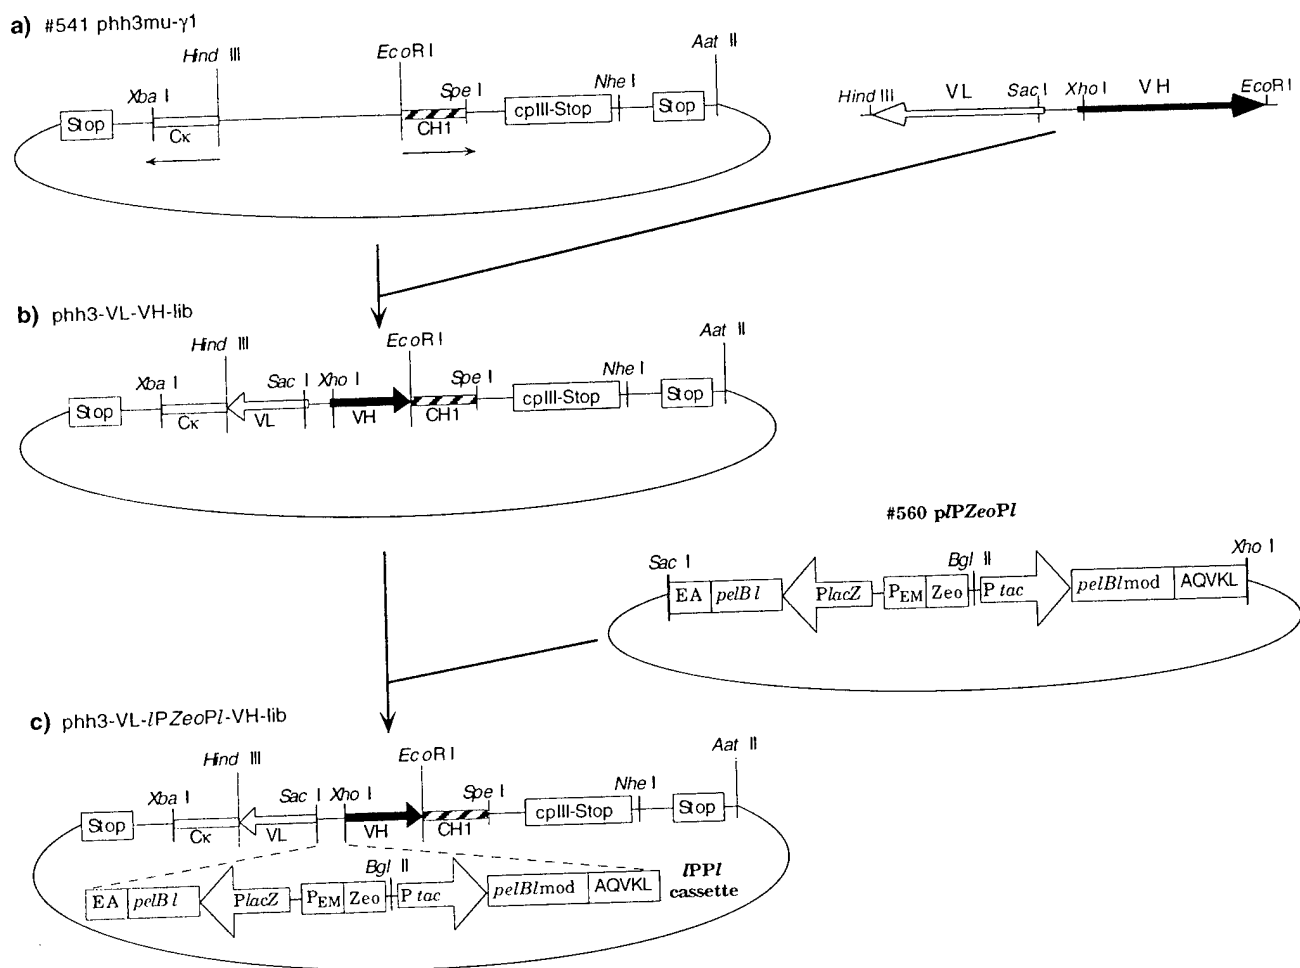 a) #541 phh3mu-γ1
Hind III
EcoR I
Aat II
Xba I
Spe I
Nhe I
Stop
Cκ
CH1
cpIII-Stop
Stop
Hind III
VL
Sac I
Xho I
VH
EcoR I
b) phh3-VL-VH-lib
Hind III
EcoR I
Aat II
Xba I
Sac I
Xho I
Spe I
Nhe I
Stop
Cκ
VL
VH
CH1
cpIII-Stop
Stop
#560 plPZeoPl
Sac I
Bgl II
Xho I
EA
pelBl
PlacZ
PEM
Zeo
P tac
pelBlmod
AQVKL
c) phh3-VL-lPZeoPl-VH-lib
Hind III
EcoR I
Aat II
Xba I
Sac I
Xho I
Spe I
Nhe I
Stop
Cκ
VL
VH
CH1
cpIII-Stop
Stop
Bgl II
EA
pelBl
PlacZ
PEM
Zeo
P tac
pelBlmod
AQVKL
lPPl
cassette